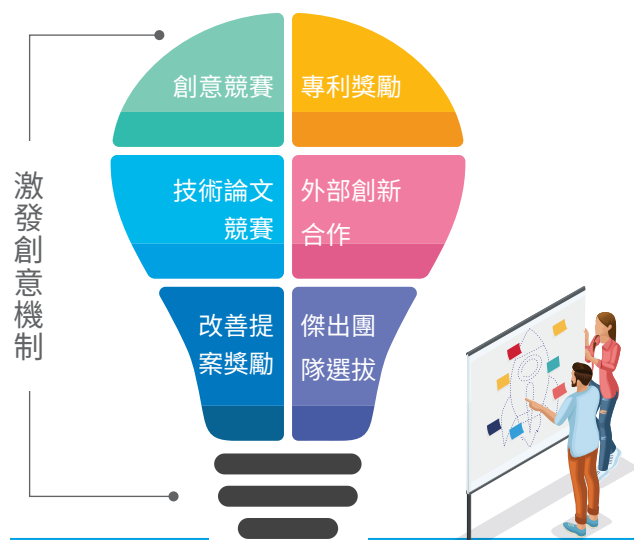 激發創意機制
創意競賽
專利獎勵
技術論文
競賽
外部創新
合作
改善提
案獎勵
傑出團
隊選拔